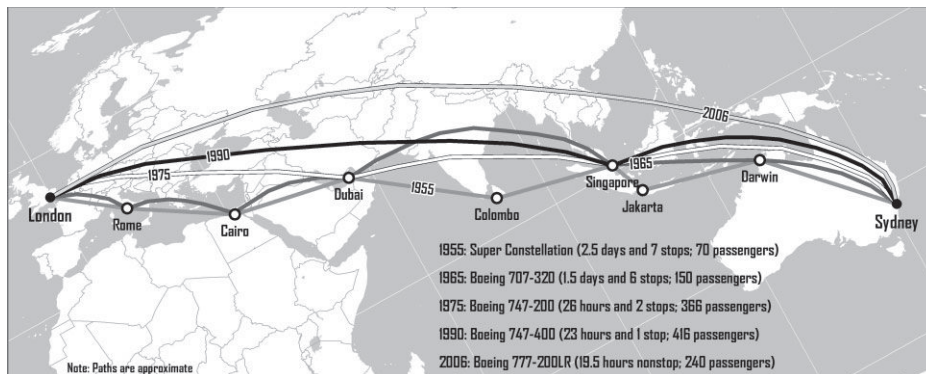 2006
1990
1975
1965
1955
London
Rome
Cairo
Dubai
Colombo
Singapore
Jakarta
Darwin
Sydney
1955: Super Constellation (2.5 days and 7 stops; 70 passengers)
1965: Boeing 707-320 (1.5 days and 6 stops; 150 passengers)
1975: Boeing 747-200 (26 hours and 2 stops; 366 passengers)
1990: Boeing 747-400 (23 hours and 1 stop; 416 passengers)
2006: Boeing 777-200LR (19.5 hours nonstop; 240 passengers)
Note: Paths are approximate